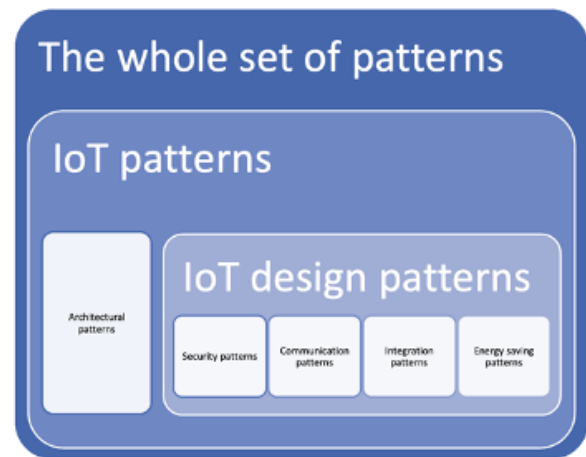 The whole set of patterns
IoT patterns
Architectural
patterns
IoT design patterns
Security patterns
Communication
patterns
Integration
patterns
Energy saving
patterns